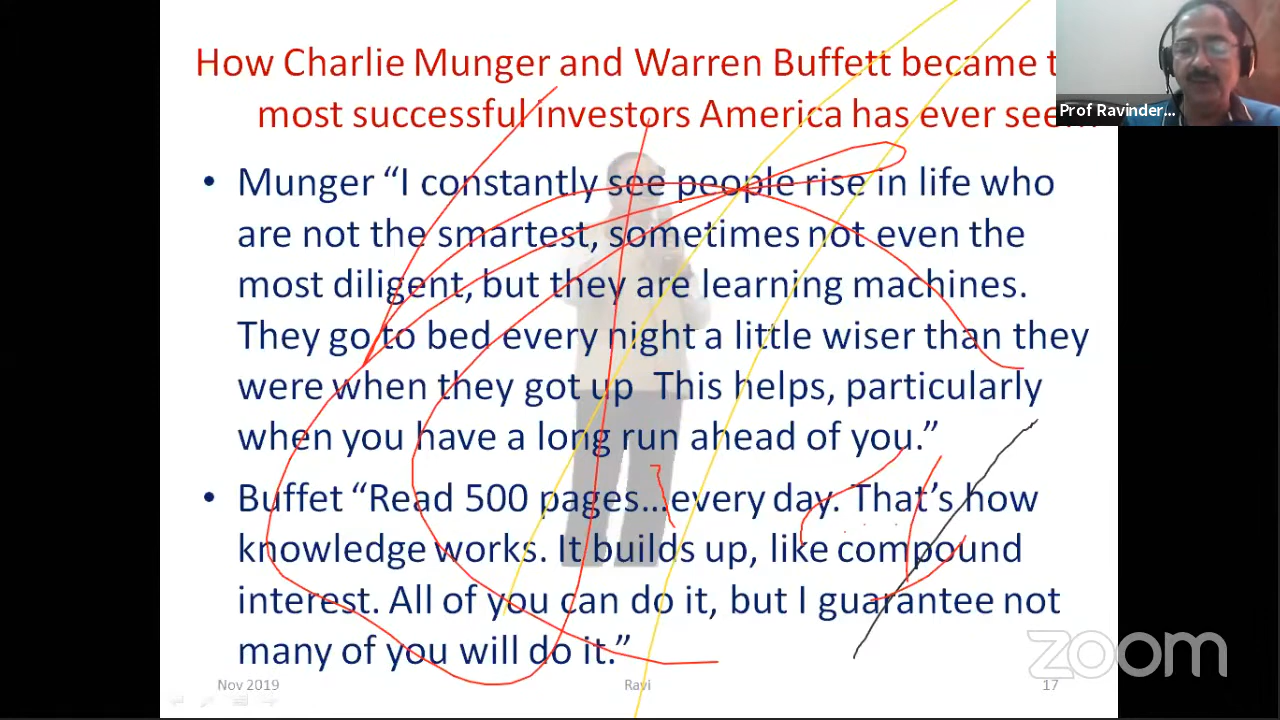 How Charlie Munger and Warren Buffett became
most successful investors America has ever
Prof Ravinder...
• Munger “I constantly see people rise in life who
are not the smartest, sometimes not even the
most diligent, but they are learning machines.
They go to bed every night a little wiser than they
were when they got up This helps, particularly
when you have a long run ahead of you.”
• Buffet “Read 500 pages...every day. That’s how
knowledge works. It builds up, like compound
interest. All of you can do it, but I guarantee not
many of you will do it.”
zoom
Nov 2019 Ravi 17